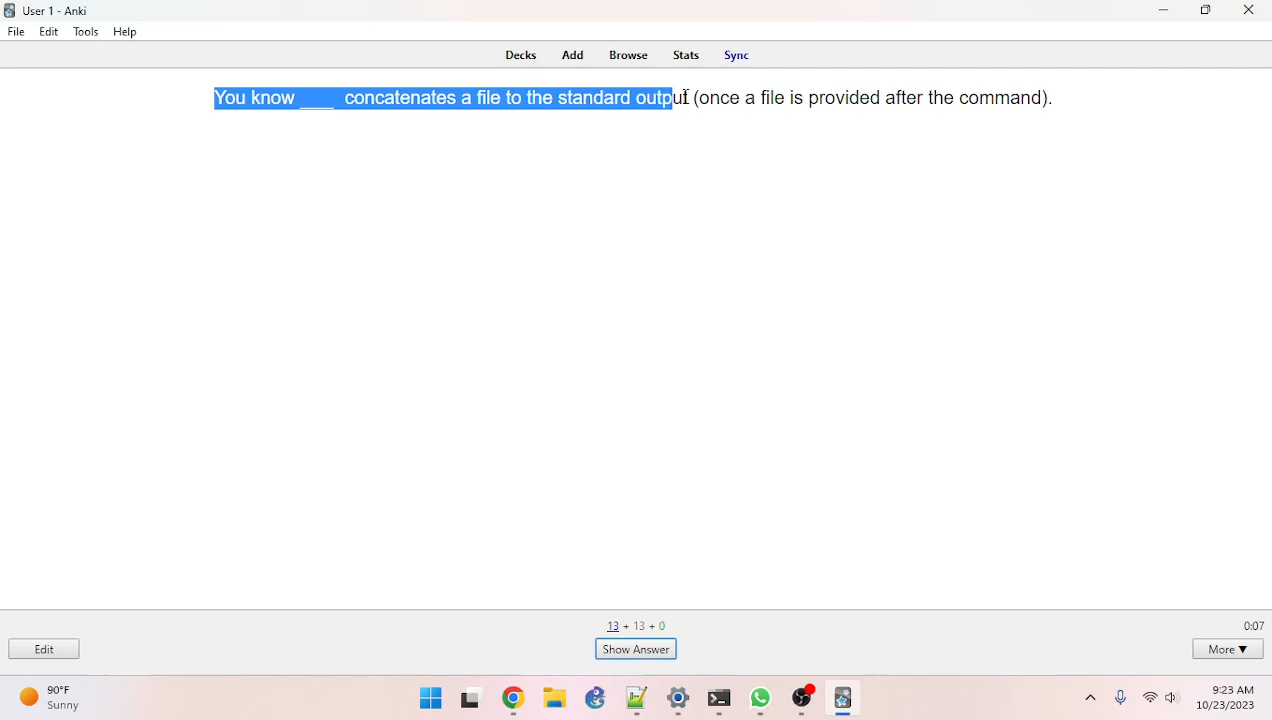 User 1 - Anki
File Edit Tools Help
Decks Add Browse Stats Sync
You know ____ concatenates a file to the standard output (once a file is provided after the command).
13 + 13 + 0
0:07
Edit
Show Answer
More ▼
90°F
Sunny
9:23 AM
10/23/2023